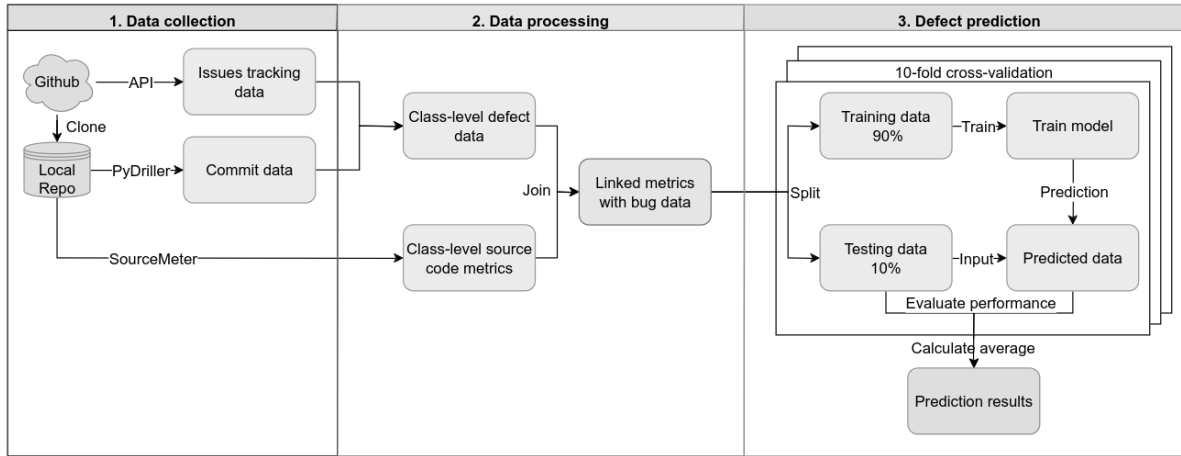 1. Data collection
2. Data processing
3. Defect prediction
Github
API
Issues tracking
data
Clone
Local
Repo
PyDriller
Commit data
SourceMeter
Class-level defect
data
Class-level source
code metrics
Join
Linked metrics
with bug data
10-fold cross-validation
Split
Training data
90%
Train
Train model
Prediction
Testing data
10%
Input
Predicted data
Evaluate performance
Calculate average
Prediction results